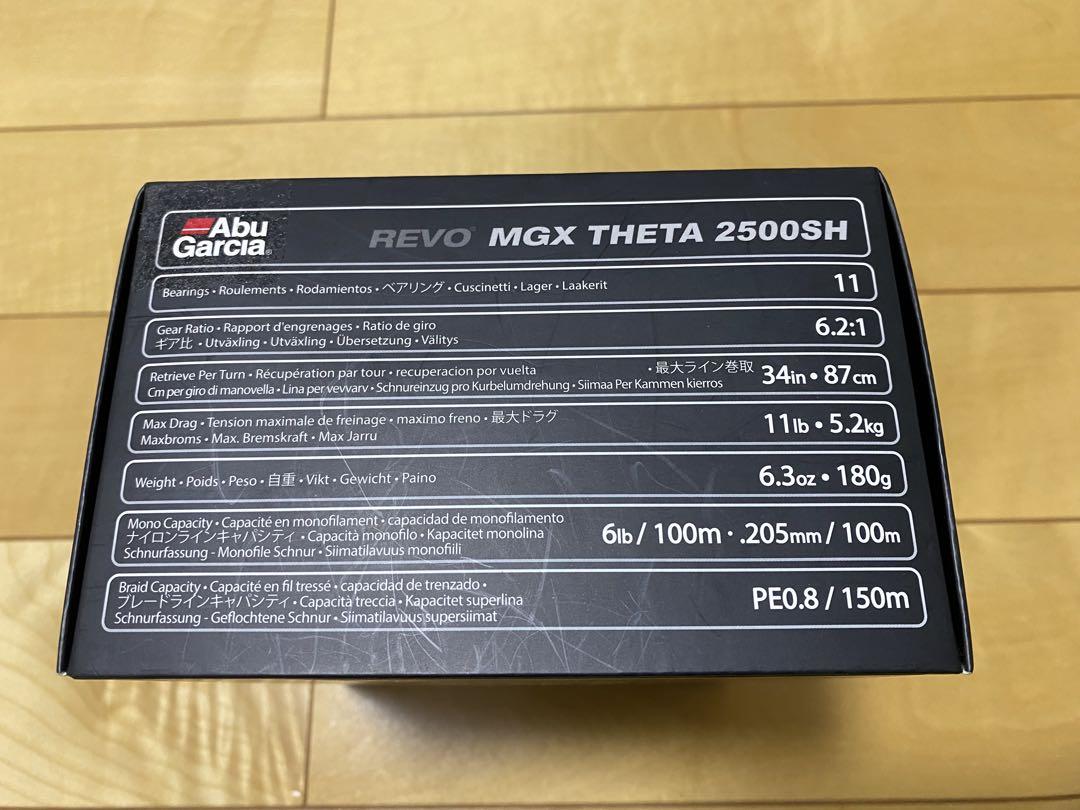 Abu Garcia®
REVO® MGX THETA 2500SH
Bearings • Roulements • Rodamientos • ベアリング • Cuscinetti • Lager • Laakerit
11
Gear Ratio • Rapport d'engrenages • Ratio de giro
ギア比 • Utväxling • Utväxling • Übersetzung • Välitys
6.2:1
Retrieve Per Turn • Récupération par tour • recuperacion por vuelta • 最大ライン巻取
Cm per giro di manovella • Lina per vevvarv • Schnureinzug pro Kurbelumdrehung • Siimaa Per Kammen kierros
34in • 87cm
Max Drag • Tension maximale de freinage • maximo freno • 最大ドラグ
Maxbroms • Max. Bremskraft • Max Jarru
11lb • 5.2kg
Weight • Poids • Peso • 自重 • Vikt • Gewicht • Paino
6.3oz • 180g
Mono Capacity • Capacité en monofilament • capacidad de monofilamento
ナイロンラインキャパシティ • Capacità monofilo • Kapacitet monolina
Schnurfassung - Monofile Schnur • Siimatilavuus monofiili
6lb / 100m · .205mm / 100m
Braid Capacity • Capacité en fil tressé • capacidad de trenzado •
ブレードラインキャパシティ • Capacità treccia • Kapacitet superlina
Schnurfassung - Geflochtene Schnur • Siimatilavuus supersiimat
PE0.8 / 150m